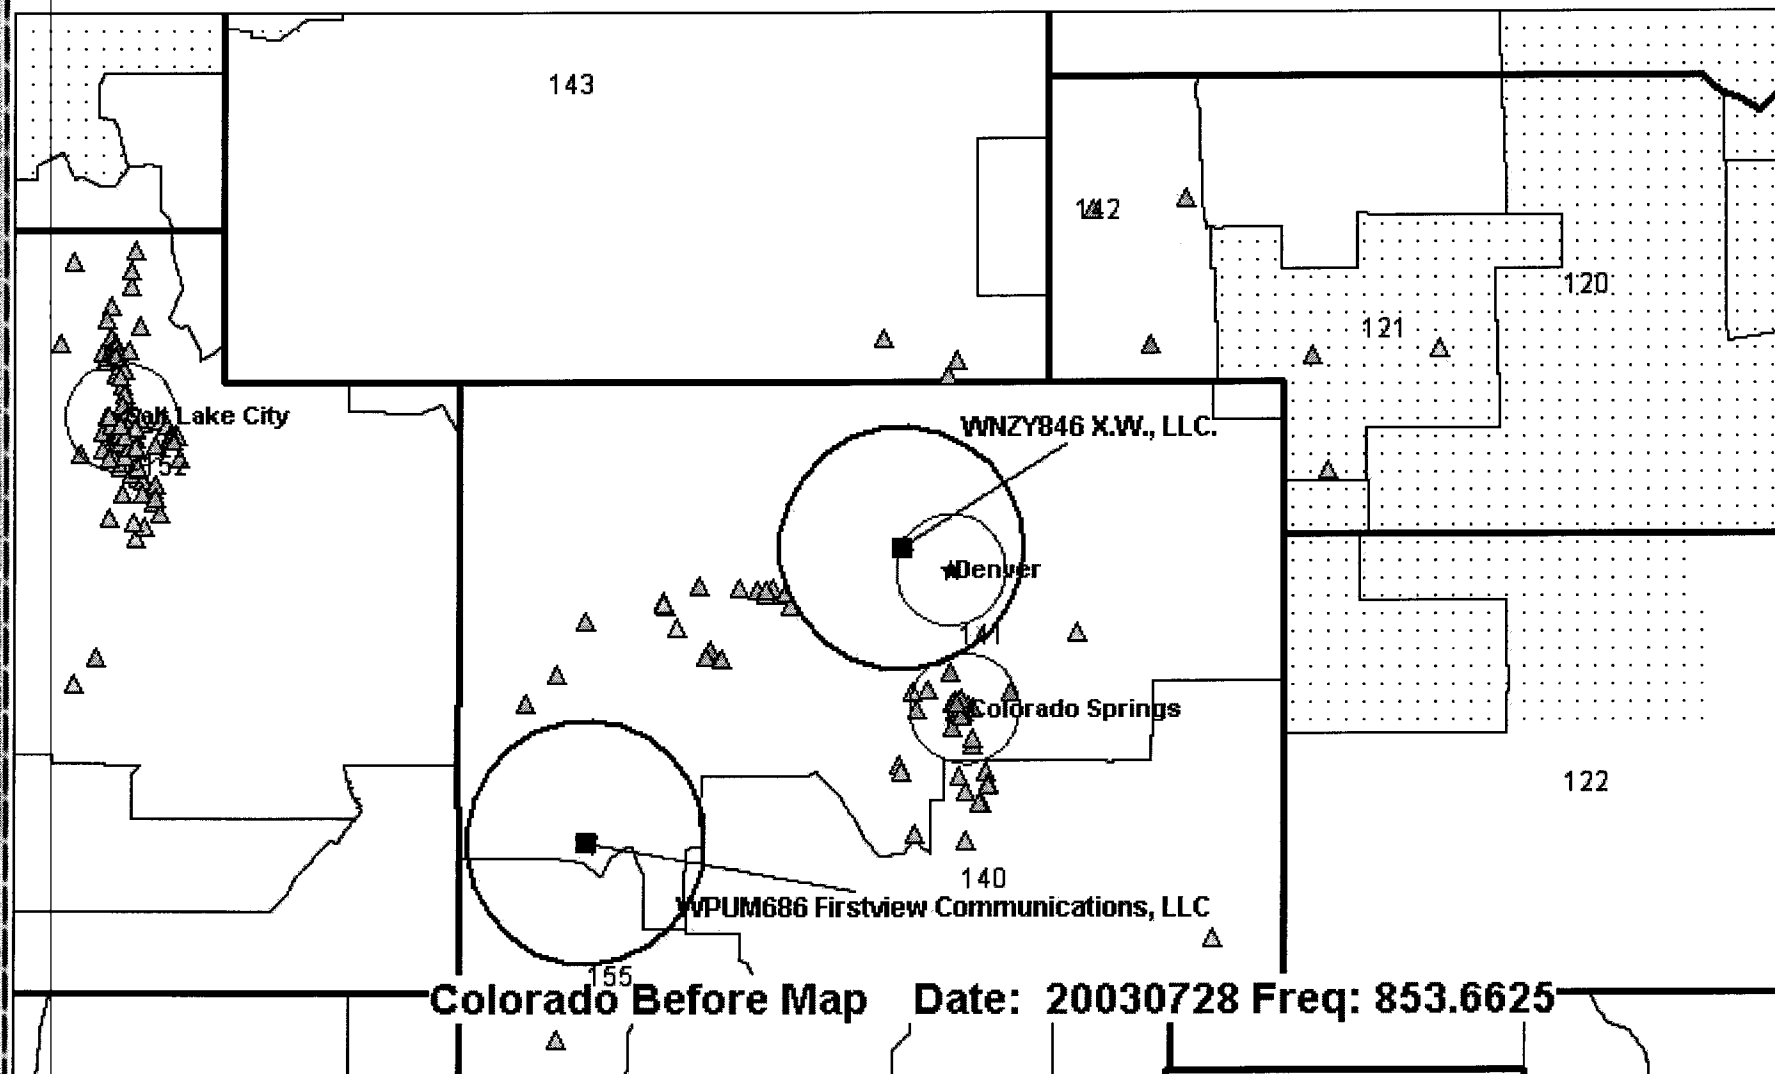 143
142
120
121
WNZY846 X.W., LLC.
Salt Lake City
152
Denver
141
Colorado Springs
122
140
WPUM686 Firstview Communications, LLC
155
Colorado Before Map Date: 20030728 Freq: 853.6625